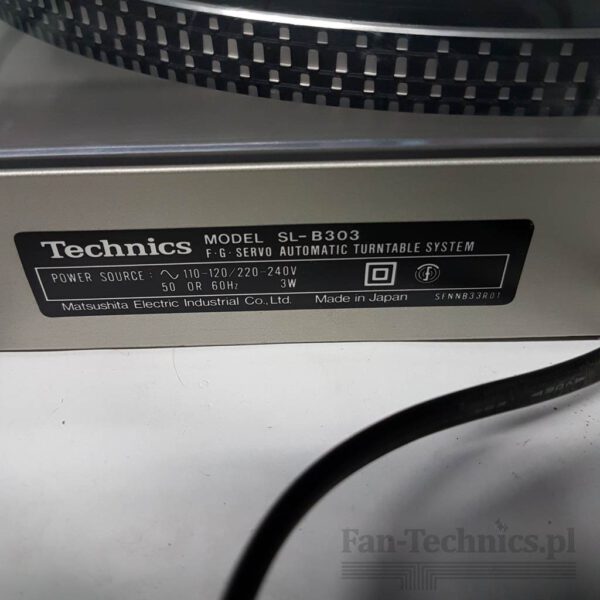 Technics MODEL SL-B303
F·G·SERVO AUTOMATIC TURNTABLE SYSTEM
POWER SOURCE : ∿ 110-120/220-240V
50 OR 60Hz 3W
Matsushita Electric Industrial Co., Ltd. Made in Japan SFNNB33R01
Fan-Technics.pl